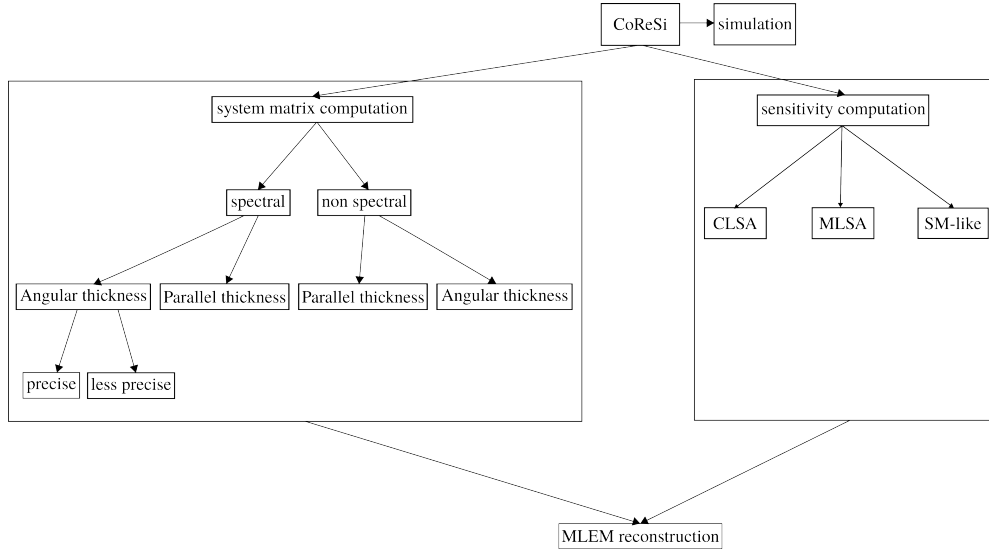 CoReSi
simulation
system matrix computation
sensitivity computation
spectral
non spectral
CLSA
MLSA
SM-like
Angular thickness
Parallel thickness
Parallel thickness
Angular thickness
precise
less precise
MLEM reconstruction